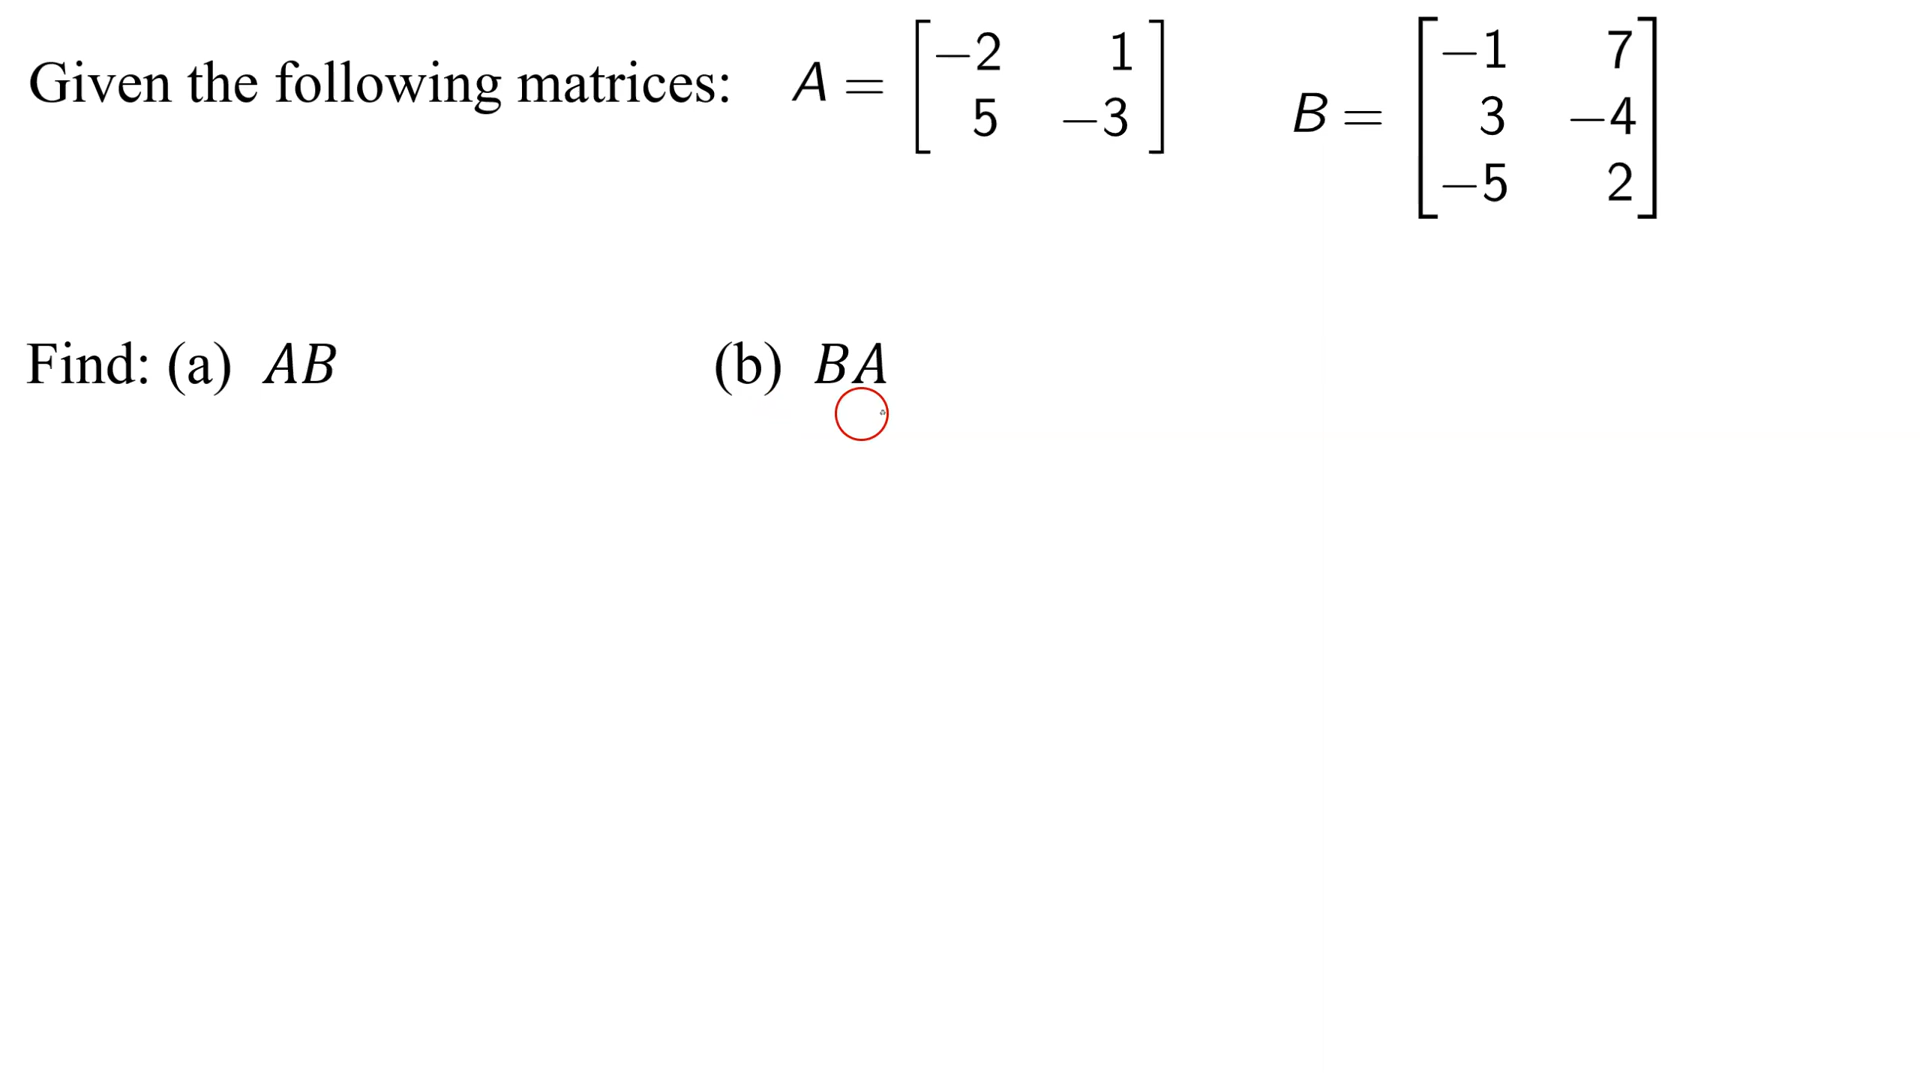 Given the following matrices: A = [−2 1; 5 −3] B = [−1 7; 3 −4; −5 2]
Find: (a) AB (b) BA